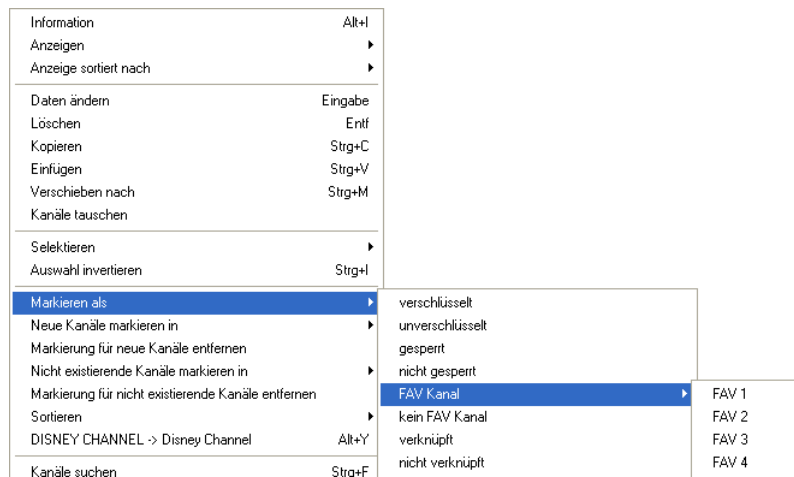 Information Alt+I
Anzeigen
Anzeige sortiert nach
Daten ändern Eingabe
Löschen Entf
Kopieren Strg+C
Einfügen Strg+V
Verschieben nach Strg+M
Kanäle tauschen
Selektieren
Auswahl invertieren Strg+I
Markieren als verschlüsselt
Neue Kanäle markieren in unverschlüsselt
Markierung für neue Kanäle entfernen gesperrt
Nicht existierende Kanäle markieren in nicht gesperrt
Markierung für nicht existierende Kanäle entfernen FAV Kanal FAV 1
Sortieren kein FAV Kanal FAV 2
DISNEY CHANNEL -> Disney Channel Alt+Y verknüpft FAV 3
Kanäle suchen Strg+F nicht verknüpft FAV 4